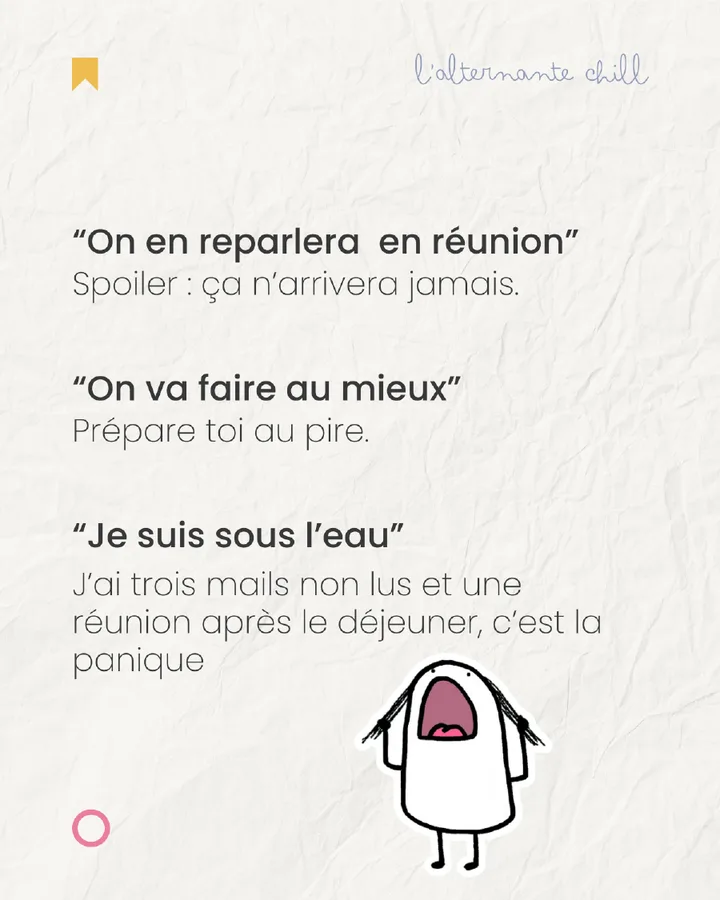 l'alternante chill
“On en reparlera  en réunion”
Spoiler : ça n’arrivera jamais.
“On va faire au mieux”
Prépare toi au pire.
“Je suis sous l’eau”
J’ai trois mails non lus et une
réunion après le déjeuner, c’est la
panique